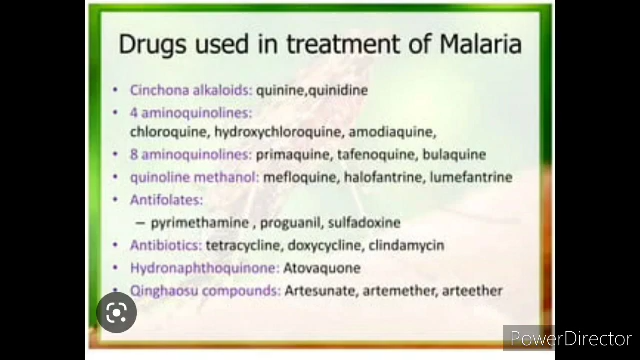 Drugs used in treatment of Malaria
• Cinchona alkaloids: quinine,quinidine
• 4 aminoquinolines:
chloroquine, hydroxychloroquine, amodiaquine,
• 8 aminoquinolines: primaquine, tafenoquine, bulaquine
• quinoline methanol: mefloquine, halofantrine, lumefantrine
• Antifolates:
– pyrimethamine , proguanil, sulfadoxine
• Antibiotics: tetracycline, doxycycline, clindamycin
• Hydronaphthoquinone: Atovaquone
• Qinghaosu compounds: Artesunate, artemether, arteether
PowerDirector